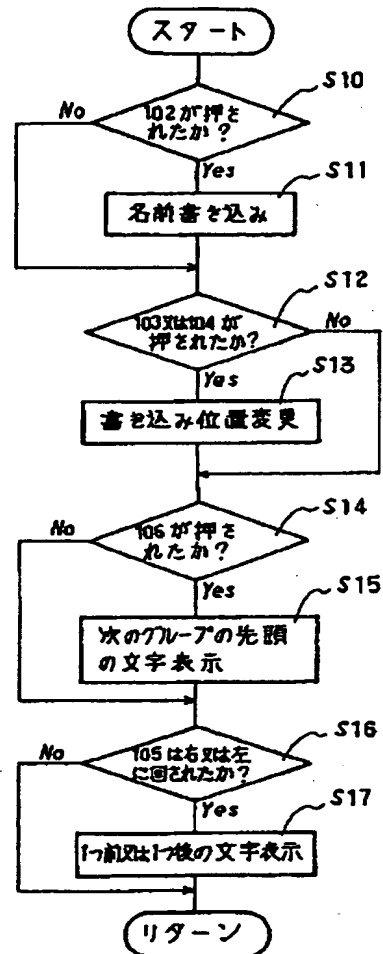 スタート
S10
No
102が押さ
れたか?
Yes
S11
名前書き込み
S12
103又は104が
押されたか?
No
Yes
S13
書き込み位置変更
S14
No
106が押さ
れたか?
Yes
S15
次のグループの先頭
の文字表示
S16
No
105は右又は左
に回されたか?
Yes
S17
1つ前又は1つ後の文字表示
リターン